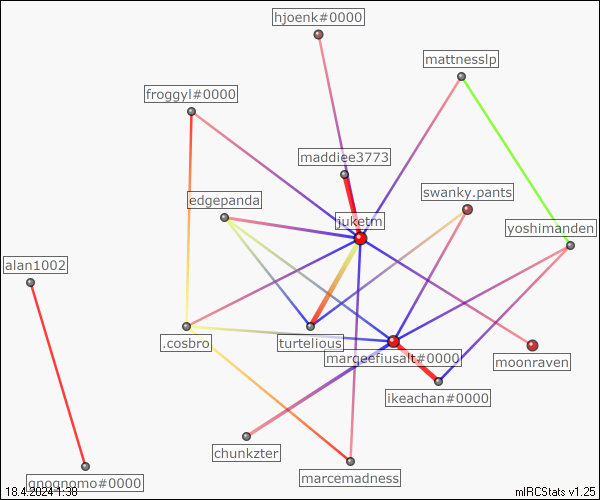 hjoenk#0000
mattnesslp
froggyl#0000
maddiee3773
edgepanda
swanky.pants
juketm
yoshimanden
alan1002
.cosbro
turtelious
marqeefiusalt#0000
moonraven
ikeachan#0000
chunkzter
marcemadness
gnognomo#0000
18.4.2024 1:38
mIRCStats v1.25